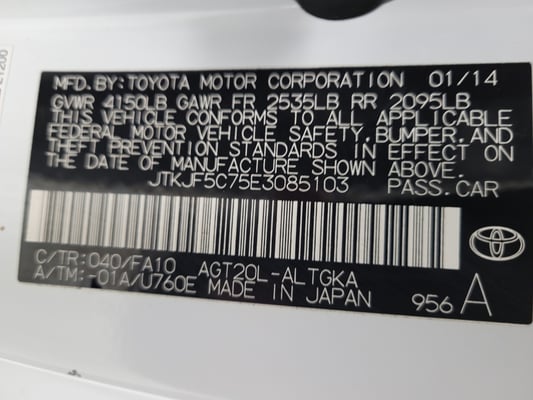 MFD.BY:TOYOTA MOTOR CORPORATION 01/14
GVWR 4150LB GAWR FR 2535LB RR 2095LB
THIS VEHICLE CONFORMS TO ALL APPLICABLE
FEDERAL MOTOR VEHICLE SAFETY,BUMPER,AND
THEFT PREVENTION STANDARDS IN EFFECT ON
THE DATE OF MANUFACTURE SHOWN ABOVE.
JTKJF5C75E3085103 PASS.CAR
C/TR:040/FA10 AGT20L-ALTGKA
A/TM:-01A/U760E MADE IN JAPAN 956A